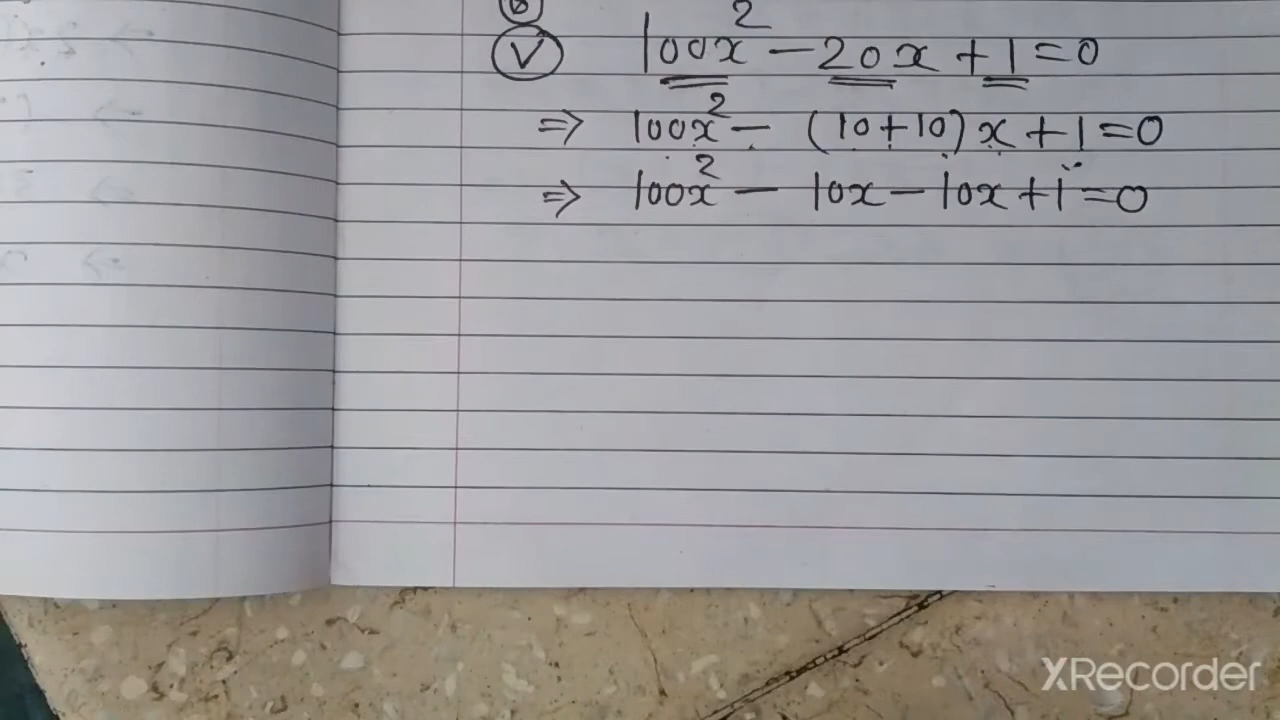 (V) 100x² - 20x + 1 = 0
⇒ 100x² - (10+10)x + 1 = 0
⇒ 100x² - 10x - 10x + 1 = 0
XRecorder